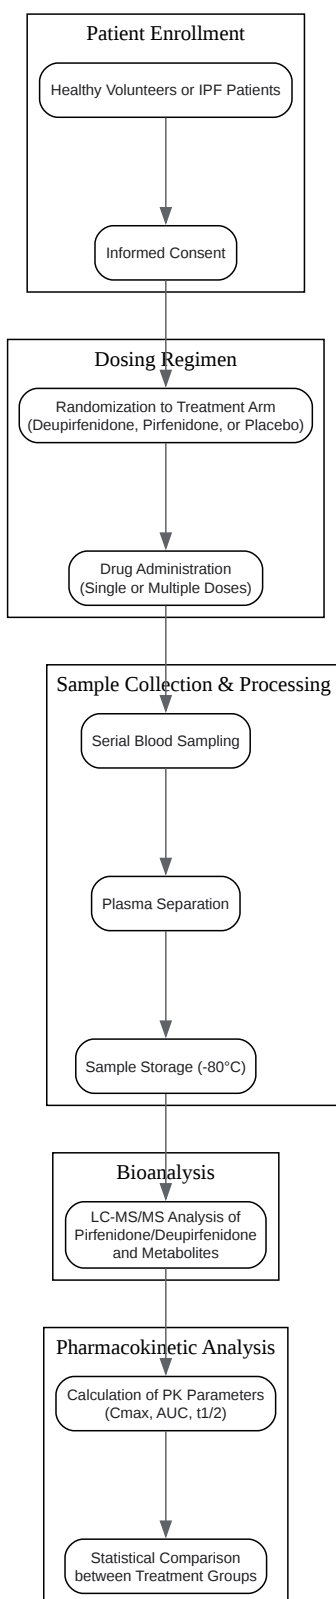 Patient Enrollment
Healthy Volunteers or IPF Patients
Informed Consent
Dosing Regimen
Randomization to Treatment Arm
(Deupirfenidone, Pirfenidone, or Placebo)
Drug Administration
(Single or Multiple Doses)
Sample Collection & Processing
Serial Blood Sampling
Plasma Separation
Sample Storage (-80°C)
Bioanalysis
LC-MS/MS Analysis of
Pirfenidone/Deupirfenidone
and Metabolites
Pharmacokinetic Analysis
Calculation of PK Parameters
(Cmax, AUC, t1/2)
Statistical Comparison
between Treatment Groups